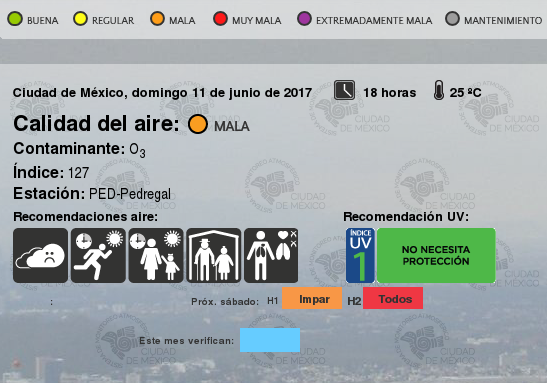 BUENA REGULAR MALA MUY MALA EXTREMADAMENTE MALA MANTENIMIENTO
Ciudad de México, domingo 11 de junio de 2017 18 horas 25 ºC
Calidad del aire: MALA
Contaminante: O3
Índice: 127
Estación: PED-Pedregal
Recomendaciones aire: Recomendación UV:
ÍNDICE UV 1 NO NECESITA PROTECCIÓN
: Próx. sábado: H1 Impar H2 Todos
Este mes verifican:
CIUDAD DE MÉXICO